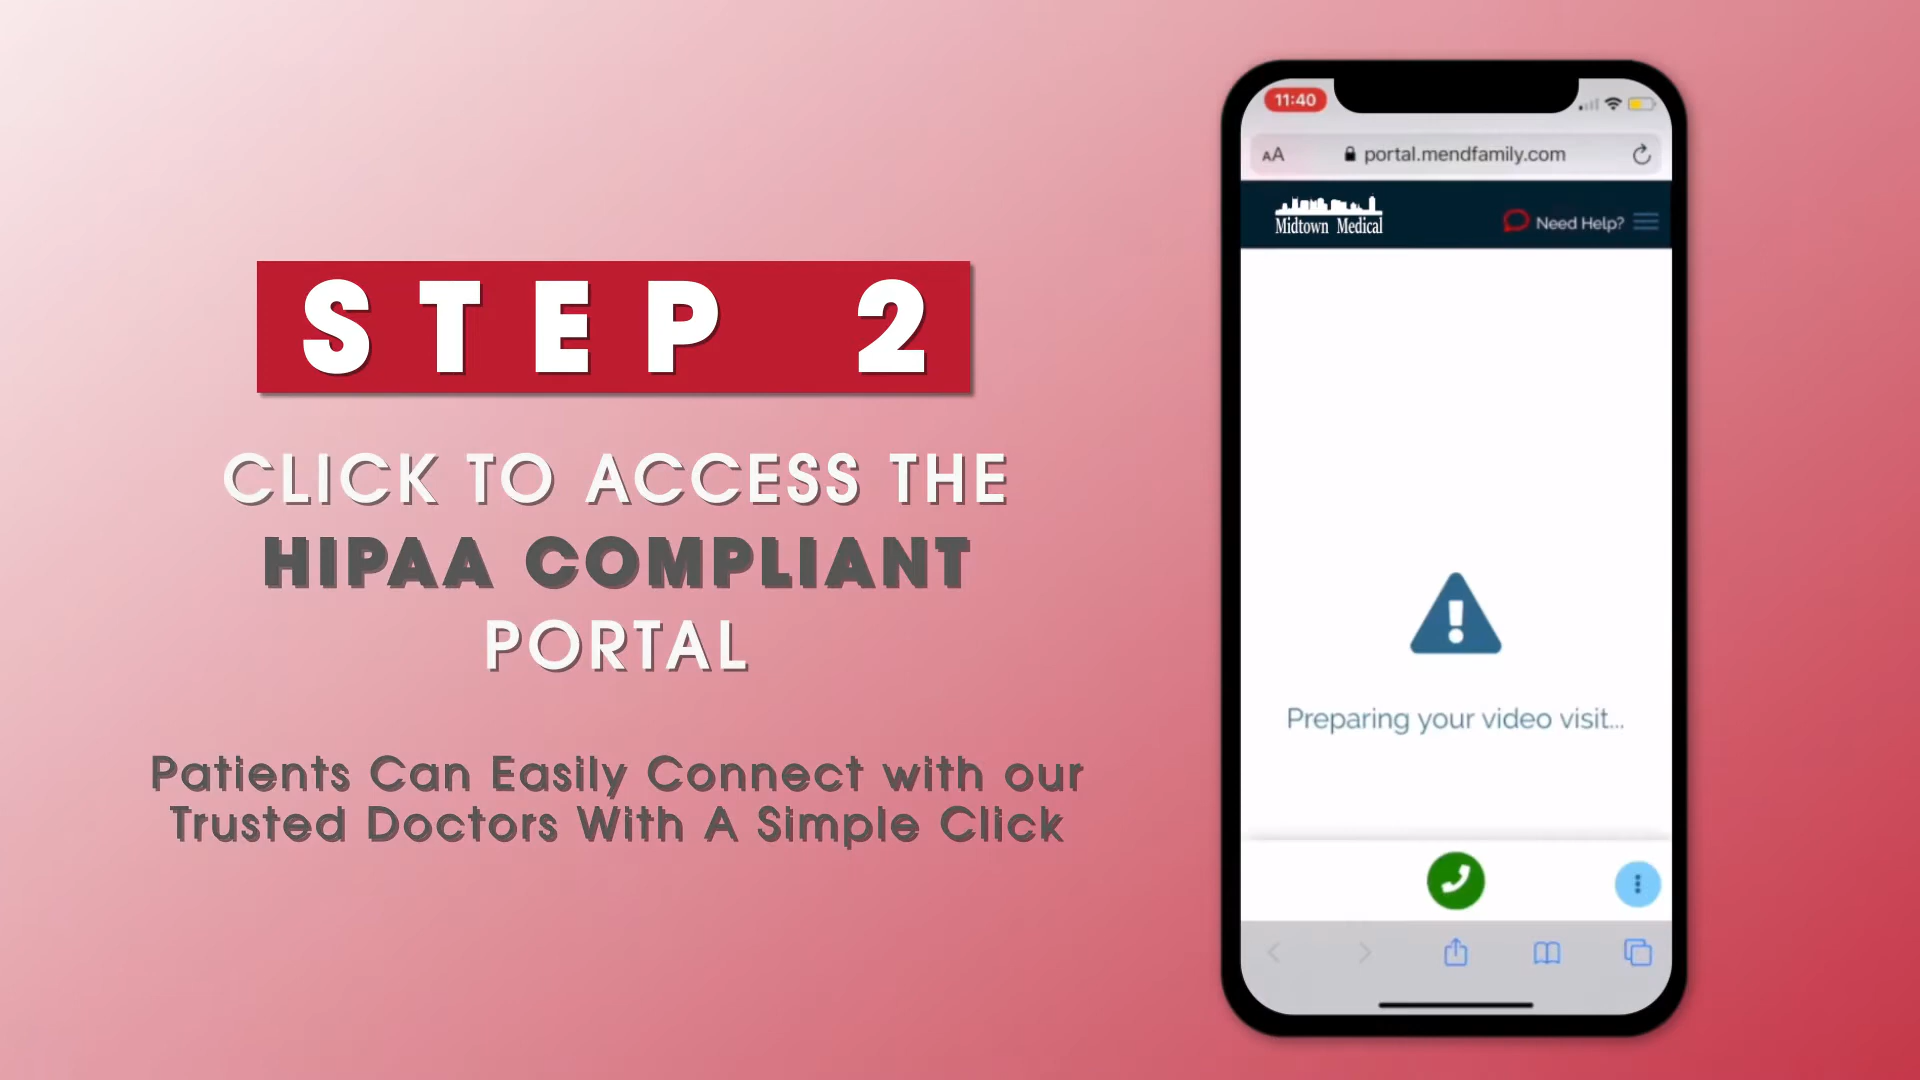 STEP 2
CLICK TO ACCESS THE
HIPAA COMPLIANT
PORTAL
Patients Can Easily Connect with our
Trusted Doctors With A Simple Click
11:40
AA portal.mendfamily.com
Midtown Medical
Need Help?
Preparing your video visit...